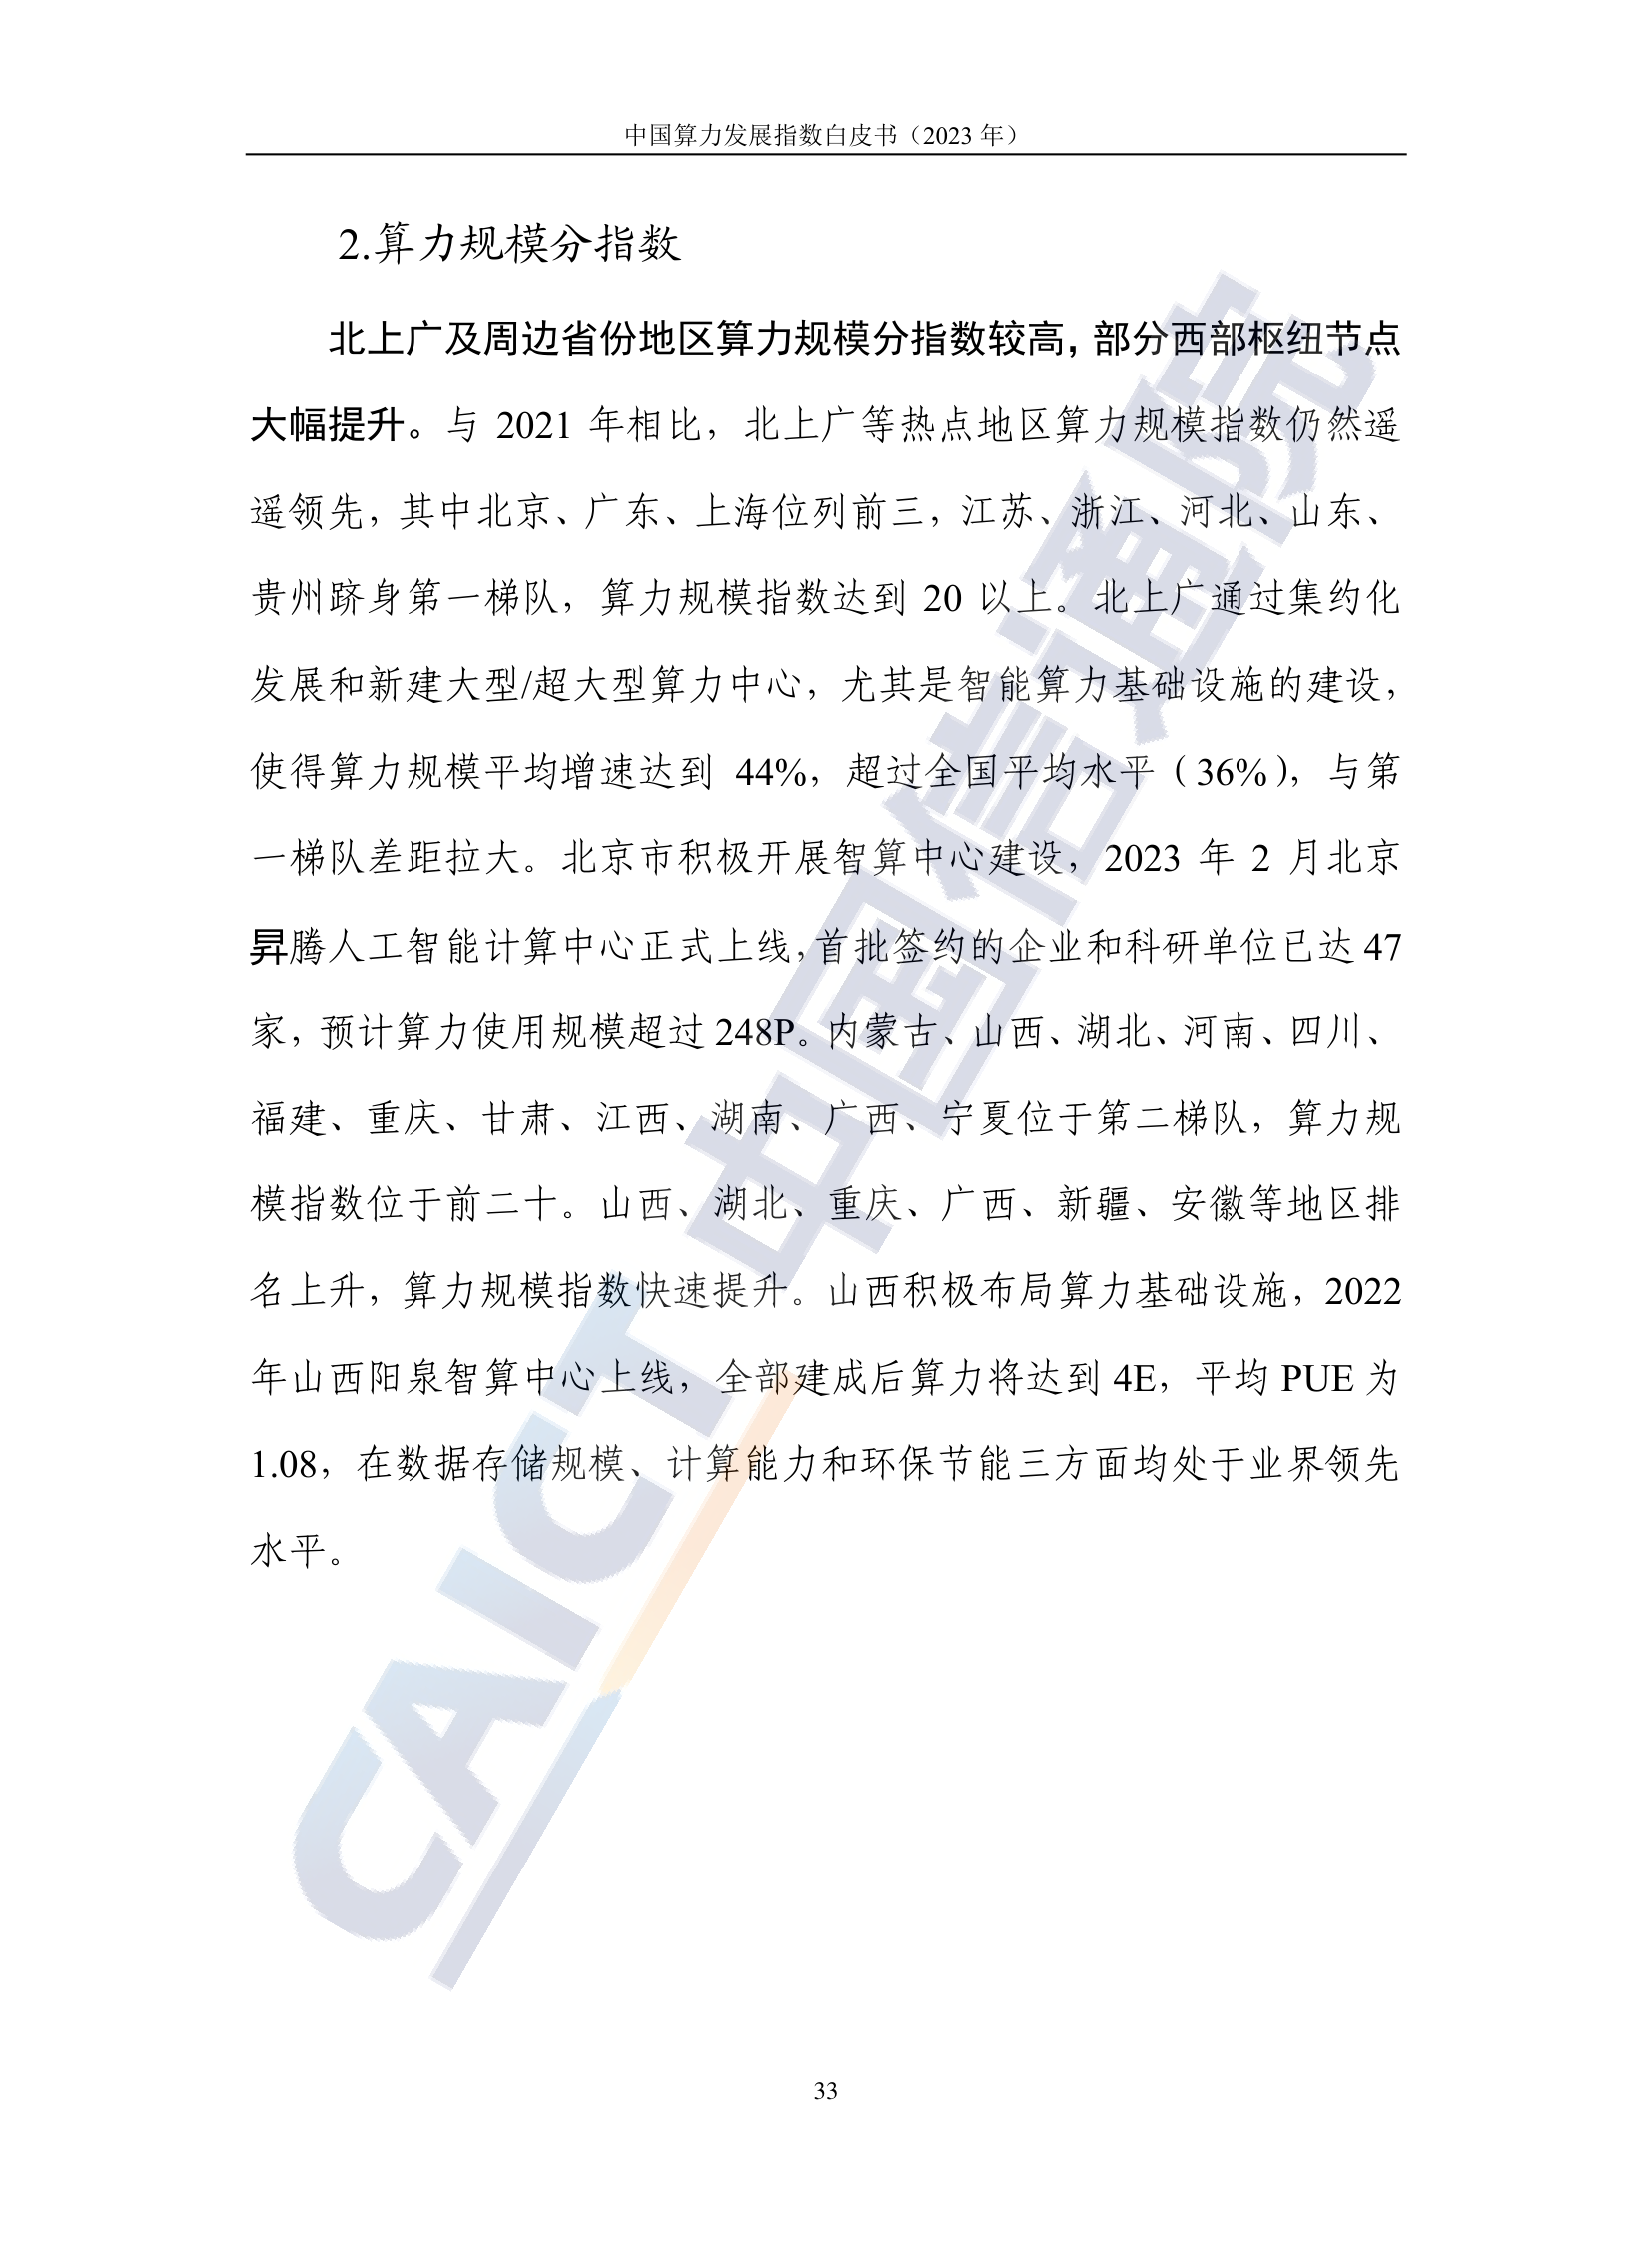 中国算力发展指数白皮书（2023 年）
2.算力规模分指数
北上广及周边省份地区算力规模分指数较高，部分西部枢纽节点
大幅提升。与 2021 年相比，北上广等热点地区算力规模指数仍然遥
遥领先，其中北京、广东、上海位列前三，江苏、浙江、河北、山东、
贵州跻身第一梯队，算力规模指数达到 20 以上。北上广通过集约化
发展和新建大型/超大型算力中心，尤其是智能算力基础设施的建设，
使得算力规模平均增速达到 44%，超过全国平均水平（36%），与第
一梯队差距拉大。北京市积极开展智算中心建设，2023 年 2 月北京
昇腾人工智能计算中心正式上线，首批签约的企业和科研单位已达 47
家，预计算力使用规模超过 248P。内蒙古、山西、湖北、河南、四川、
福建、重庆、甘肃、江西、湖南、广西、宁夏位于第二梯队，算力规
模指数位于前二十。山西、湖北、重庆、广西、新疆、安徽等地区排
名上升，算力规模指数快速提升。山西积极布局算力基础设施，2022
年山西阳泉智算中心上线，全部建成后算力将达到 4E，平均 PUE 为
1.08，在数据存储规模、计算能力和环保节能三方面均处于业界领先
水平。
CAICT 中国信通院
33